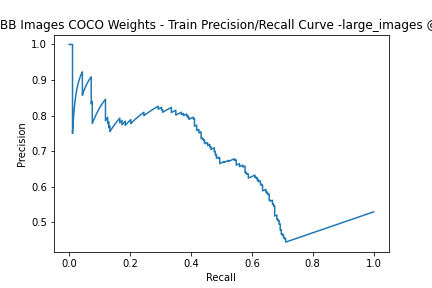 BB Images COCO Weights - Train Precision/Recall Curve -large_images @
1.0
0.9
0.8
0.7
0.6
0.5
Precision
0.0 0.2 0.4 0.6 0.8 1.0
Recall